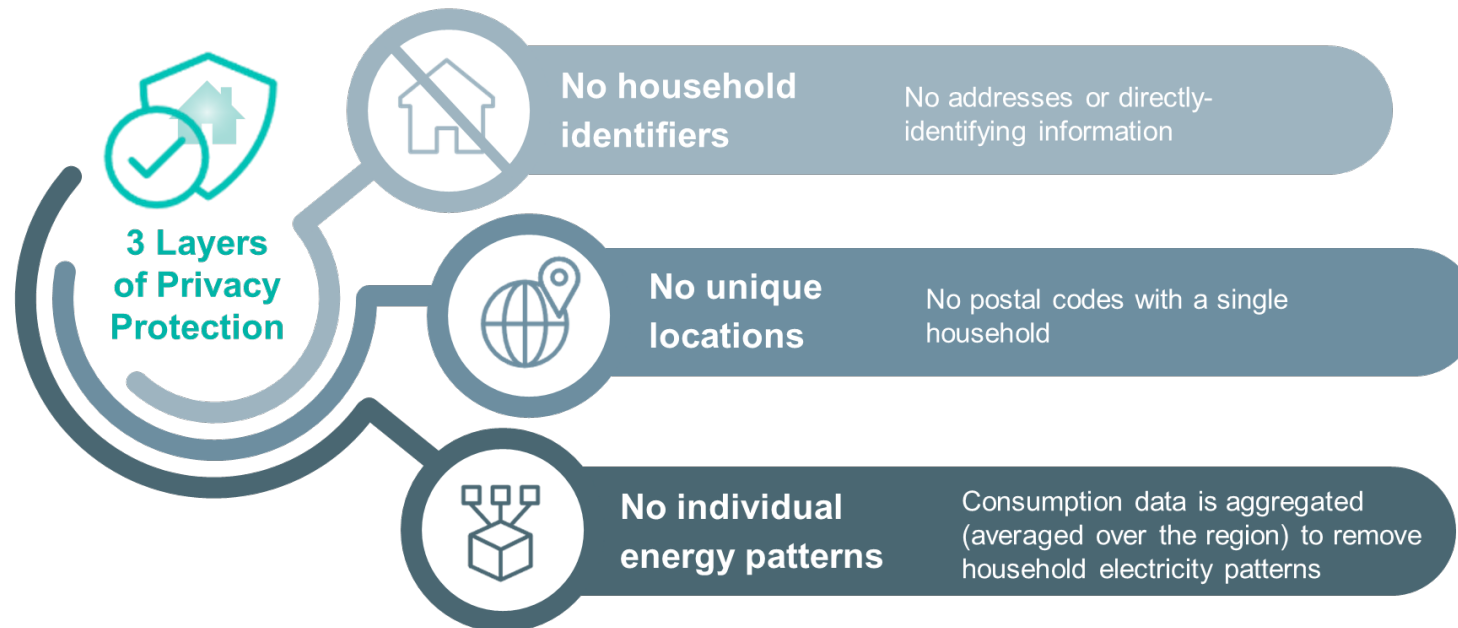 3 Layers
of Privacy
Protection
No household
identifiers
No addresses or directly-
identifying information
No unique
locations
No postal codes with a single
household
No individual
energy patterns
Consumption data is aggregated
(averaged over the region) to remove
household electricity patterns